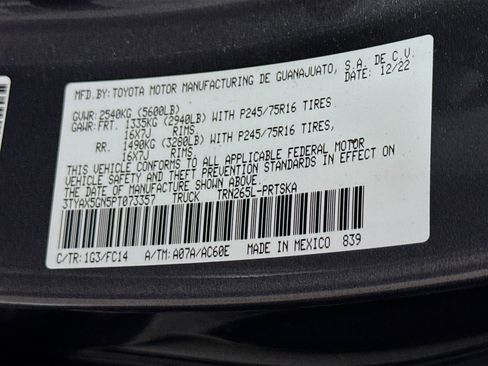 MFD.BY:TOYOTA MOTOR MANUFACTURING DE GUANAJUATO, S.A. DE C.V.
DATE: 12/22
GVWR: 2540KG (5600LB)
GAWR:FRT. 1335KG (2940LB) WITH P245/75R16 TIRES
16X7J RIMS.
RR. 1490KG (3280LB) WITH P245/75R16 TIRES,
16X7J RIMS.
THIS VEHICLE CONFORMS TO ALL APPLICABLE FEDERAL MOTOR
VEHICLE SAFETY AND THEFT PREVENTION STANDARDS IN EFFECT ON
THE DATE OF MANUFACTURE SHOWN ABOVE.
3TYAX5GN5PT073357 TRUCK TRN265L-PRTSKA
C/TR:1G3/FC14 A/TM:A07A/AC60E MADE IN MEXICO 839